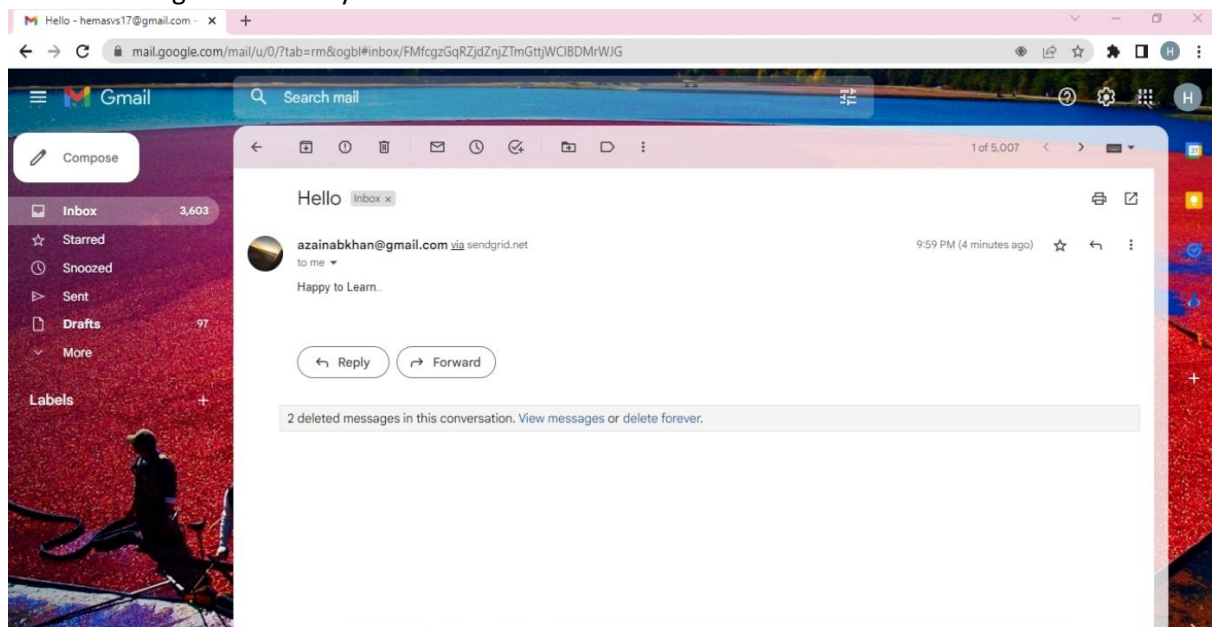 Hello - hemasvs17@gmail.com -
mail.google.com/mail/u/0/?tab=rm&ogbl#inbox/FMfcgzGqRZjdZnjZTmGttjWClBDMrWJG
H
Gmail
Search mail
H
Compose
1 of 5,007
31
Inbox 3,603
Starred
Snoozed
Sent
Drafts 97
More
Labels +
Hello Inbox x
azainabkhan@gmail.com via sendgrid.net 9:59 PM (4 minutes ago)
to me
Happy to Learn..
Reply Forward
2 deleted messages in this conversation. View messages or delete forever.